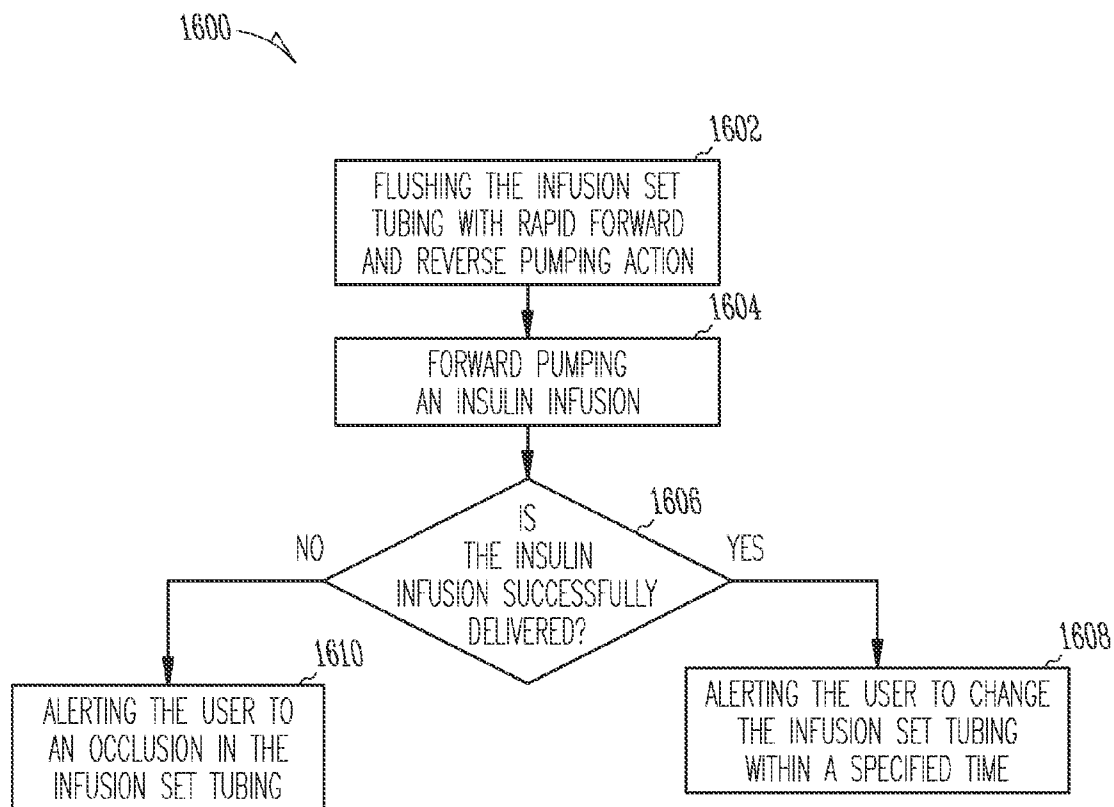 1600
1602
FLUSHING THE INFUSION SET
TUBING WITH RAPID FORWARD
AND REVERSE PUMPING ACTION
1604
FORWARD PUMPING
AN INSULIN INFUSION
1606
IS
THE INSULIN
INFUSION SUCCESSFULLY
DELIVERED?
NO
YES
1610
ALERTING THE USER TO
AN OCCLUSION IN THE
INFUSION SET TUBING
1608
ALERTING THE USER TO CHANGE
THE INFUSION SET TUBING
WITHIN A SPECIFIED TIME